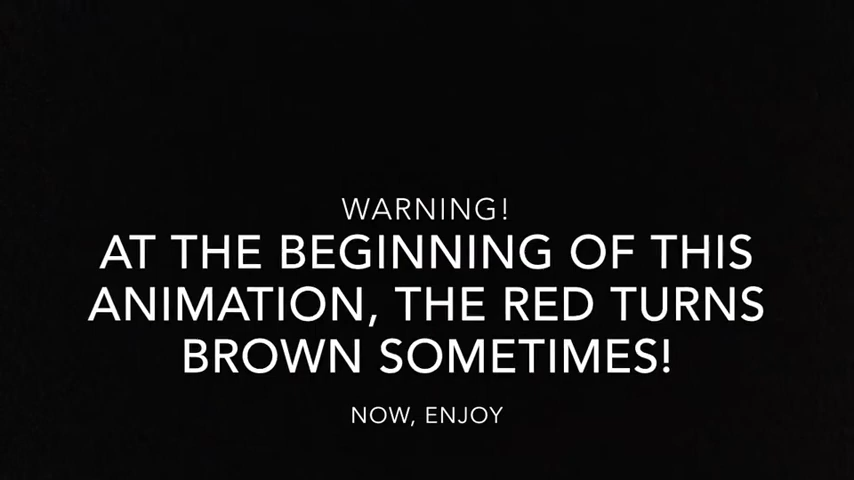 WARNING!
AT THE BEGINNING OF THIS
ANIMATION, THE RED TURNS
BROWN SOMETIMES!
NOW, ENJOY